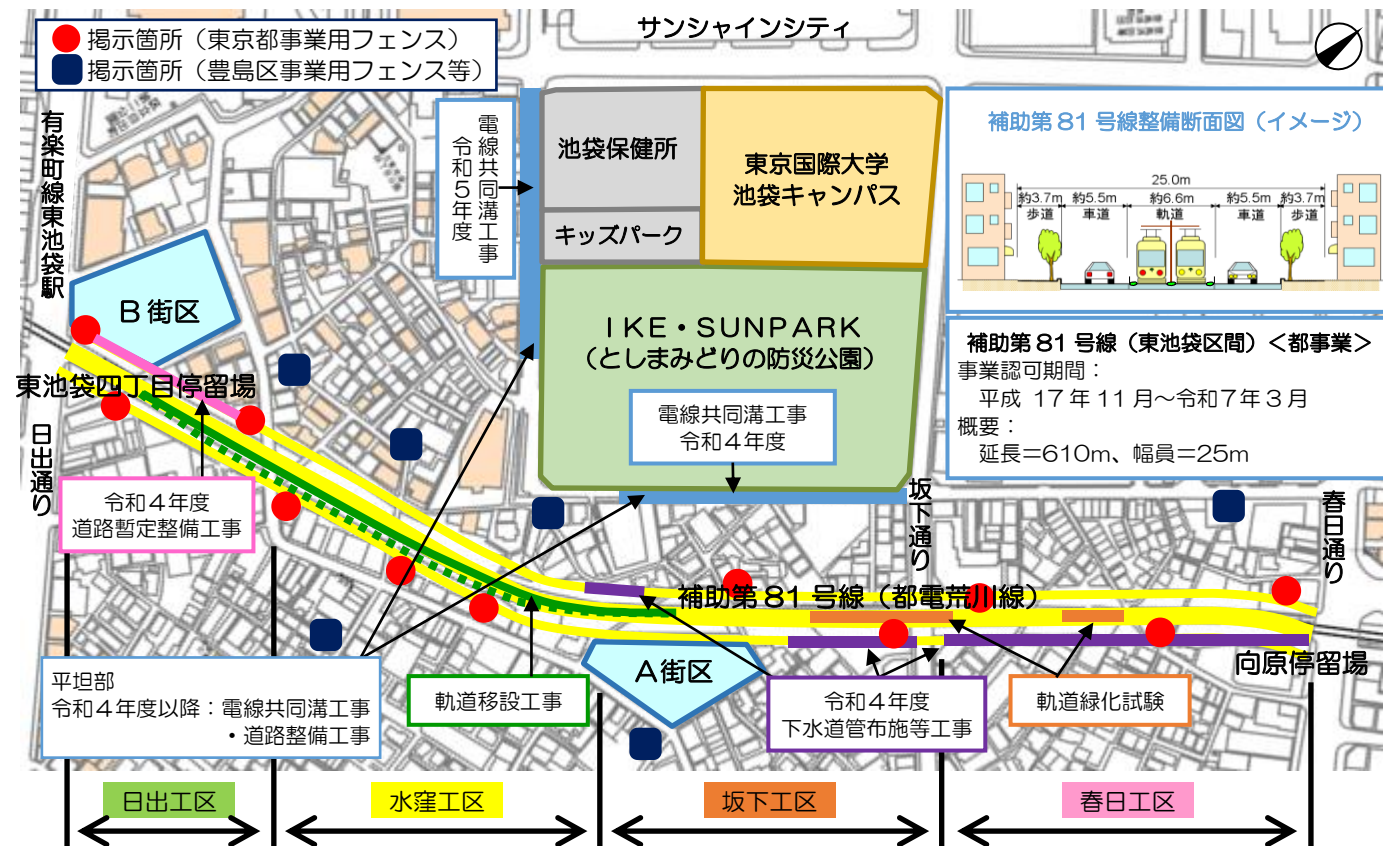 サンシャインシティ
掲示箇所（東京都事業用フェンス）
掲示箇所（豊島区事業用フェンス等）
有楽町線東池袋駅
電線共同溝工事
令和５年度
池袋保健所
キッズパーク
東京国際大学
池袋キャンパス
ＩＫＥ・ＳＵＮＰＡＲＫ
（としまみどりの防災公園）
補助第 81 号線整備断面図（イメージ）
25.0m
約3.7m
歩道
約5.5m
車道
約6.6m
軌道
約5.5m
車道
約3.7m
歩道
補助第 81 号線（東池袋区間）＜都事業＞
事業認可期間：
平成 17 年 11 月～令和７年３月
概要：
延長＝610m、幅員＝25m
Ｂ街区
東池袋四丁目停留場
日出通り
電線共同溝工事
令和４年度
坂下通り
春日通り
令和４年度
道路暫定整備工事
補助第 81 号線（都電荒川線）
向原停留場
Ａ街区
平坦部
令和４年度以降：電線共同溝工事
・道路整備工事
軌道移設工事
令和４年度
下水道管布施等工事
軌道緑化試験
日出工区
水窪工区
坂下工区
春日工区